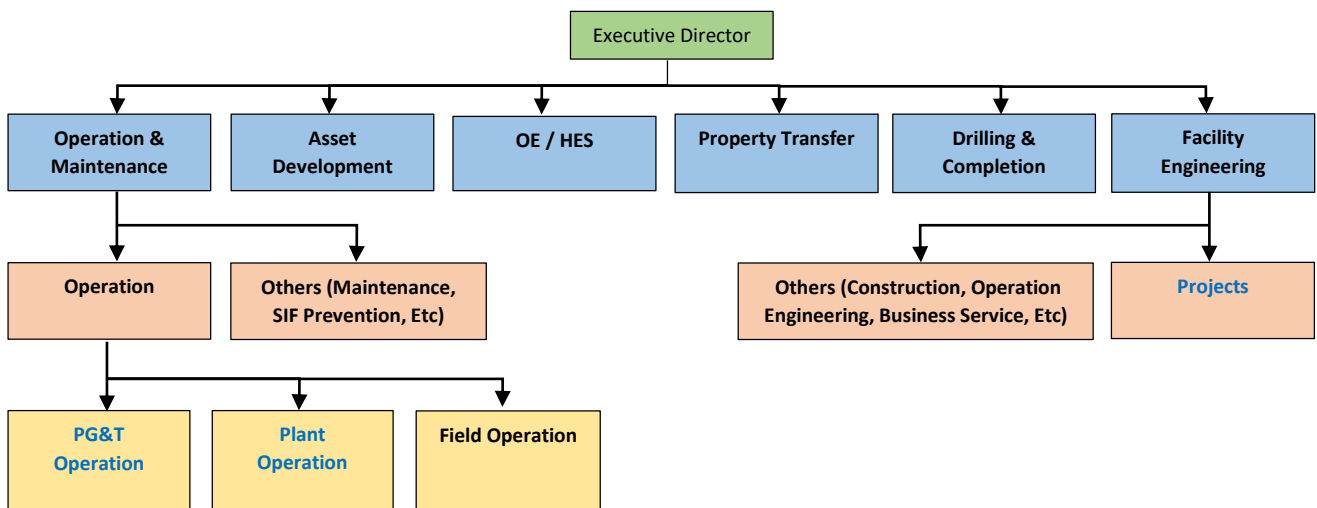 Executive Director
Operation &
Maintenance
Asset
Development
OE / HES
Property Transfer
Drilling &
Completion
Facility
Engineering
Operation
Others (Maintenance,
SIF Prevention, Etc)
Others (Construction, Operation
Engineering, Business Service, Etc)
Projects
PG&T
Operation
Plant
Operation
Field Operation